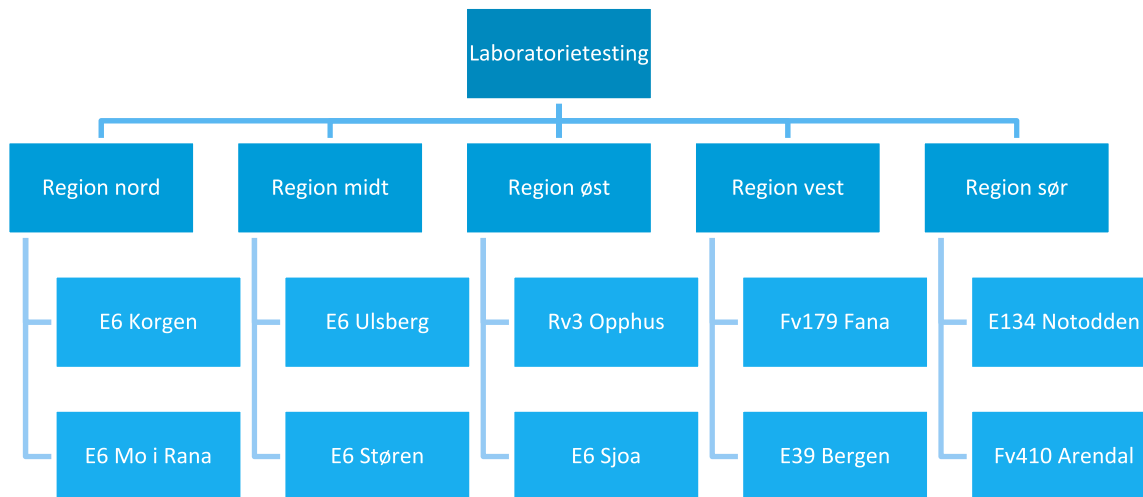 Laboratorietesting
Region nord
Region midt
Region øst
Region vest
Region sør
E6 Korgen
E6 Ulsberg
Rv3 Opphus
Fv179 Fana
E134 Notodden
E6 Mo i Rana
E6 Støren
E6 Sjoa
E39 Bergen
Fv410 Arendal